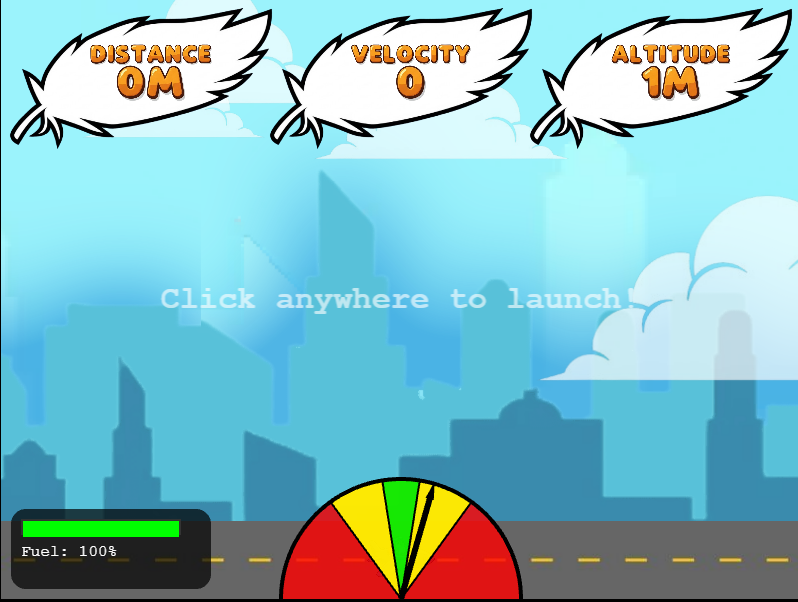 DISTANCE
0M
VELOCITY
0
ALTITUDE
1M
Click anywhere to launch!
Fuel: 100%